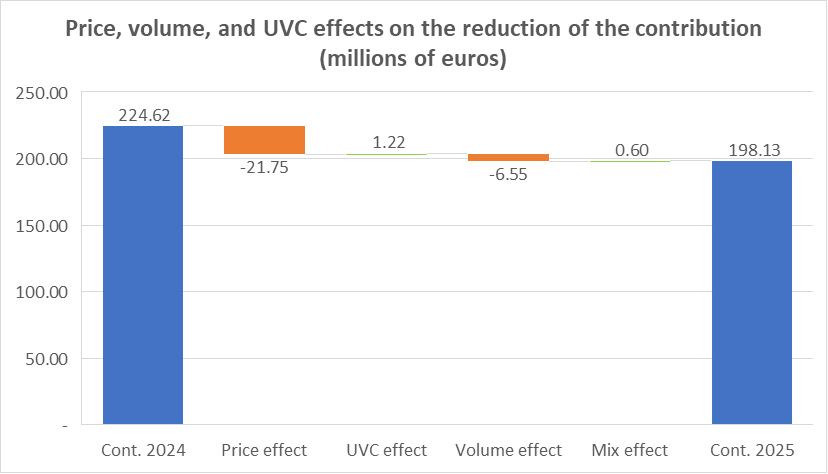 Price, volume, and UVC effects on the reduction of the contribution
(millions of euros)
250.00
200.00
150.00
100.00
50.00
-
224.62
-21.75
1.22
-6.55
0.60
198.13
Cont. 2024
Price effect
UVC effect
Volume effect
Mix effect
Cont. 2025